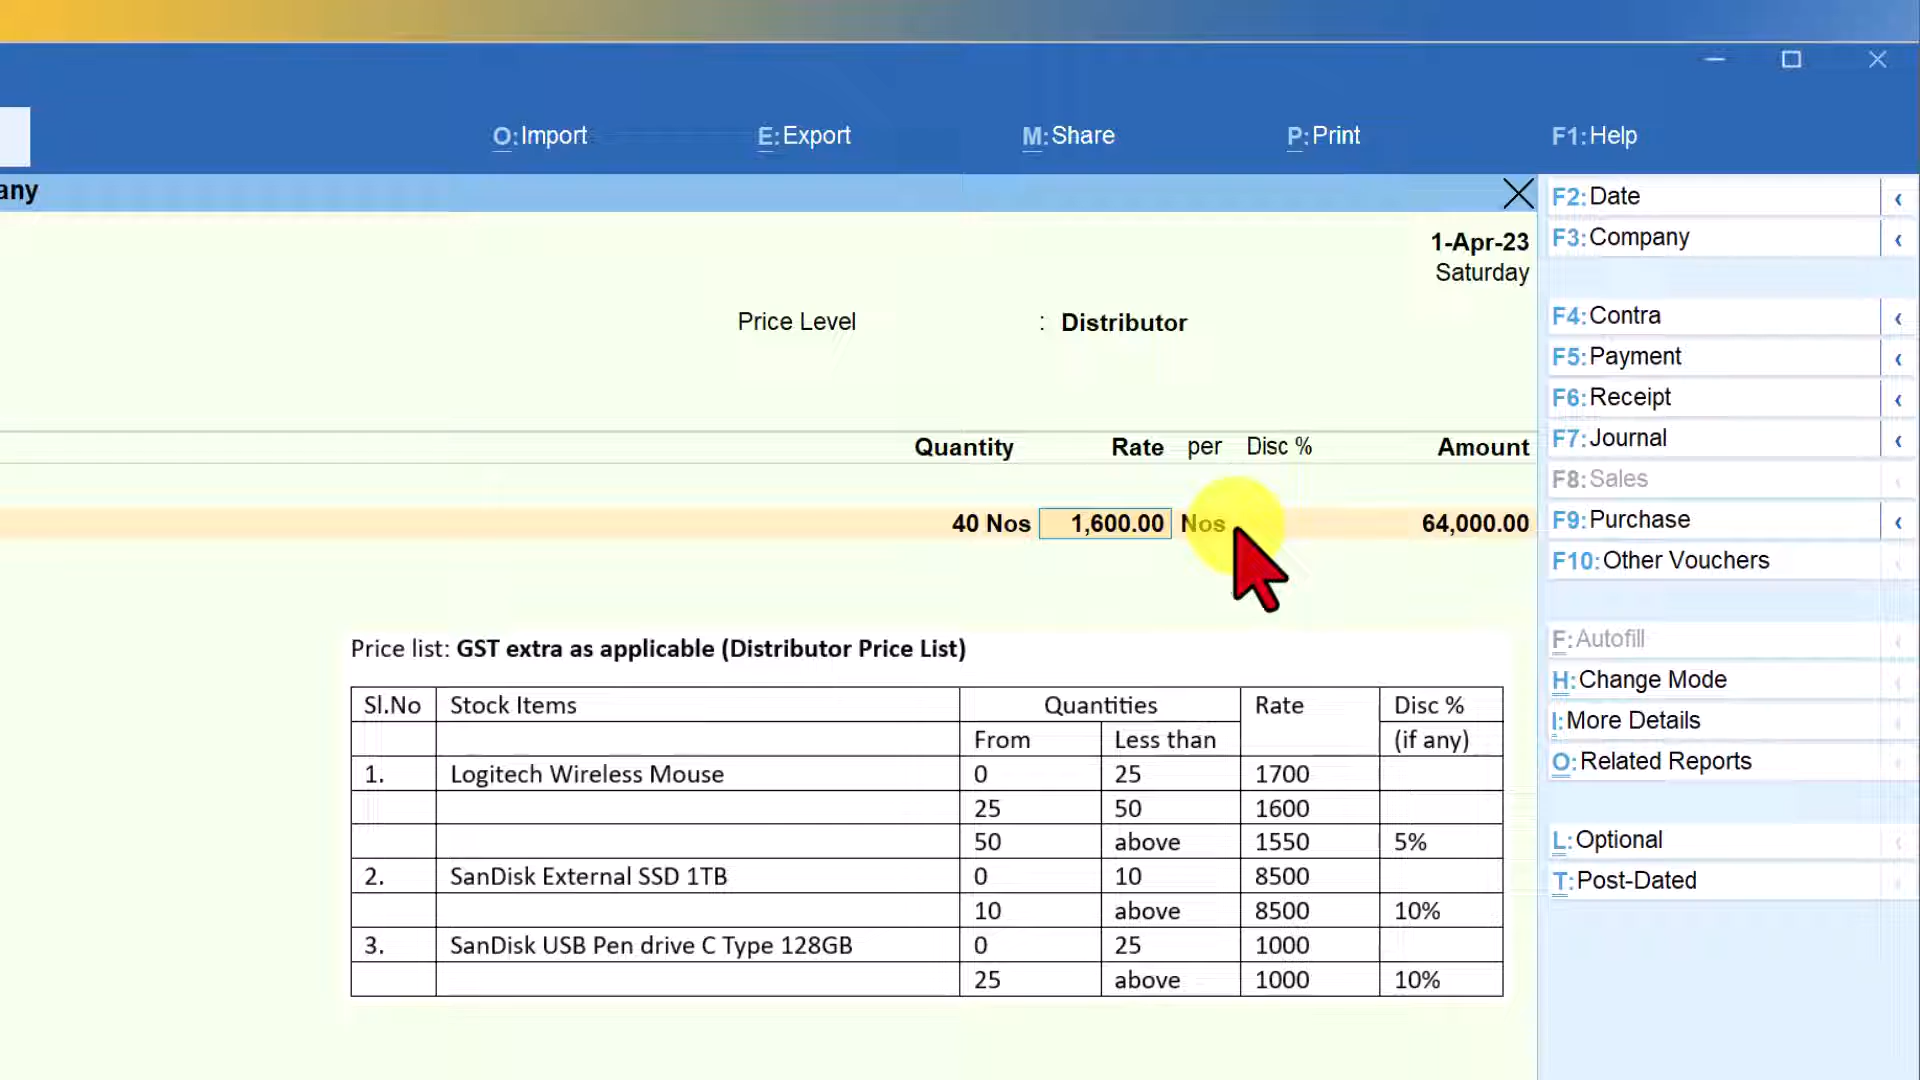 O:Import E:Export M:Share P:Print F1:Help
any
F2:Date
F3:Company
1-Apr-23
Saturday
Price Level : Distributor
F4:Contra
F5:Payment
F6:Receipt
F7:Journal
F8:Sales
F9:Purchase
F10:Other Vouchers
Quantity Rate per Disc % Amount
40 Nos 1,600.00 Nos 64,000.00
F:Autofill
H:Change Mode
I:More Details
O:Related Reports
L:Optional
T:Post-Dated
Price list: GST extra as applicable (Distributor Price List)
Sl.No Stock Items Quantities Rate Disc %
From Less than (if any)
1. Logitech Wireless Mouse 0 25 1700
25 50 1600
50 above 1550 5%
2. SanDisk External SSD 1TB 0 10 8500
10 above 8500 10%
3. SanDisk USB Pen drive C Type 128GB 0 25 1000
25 above 1000 10%